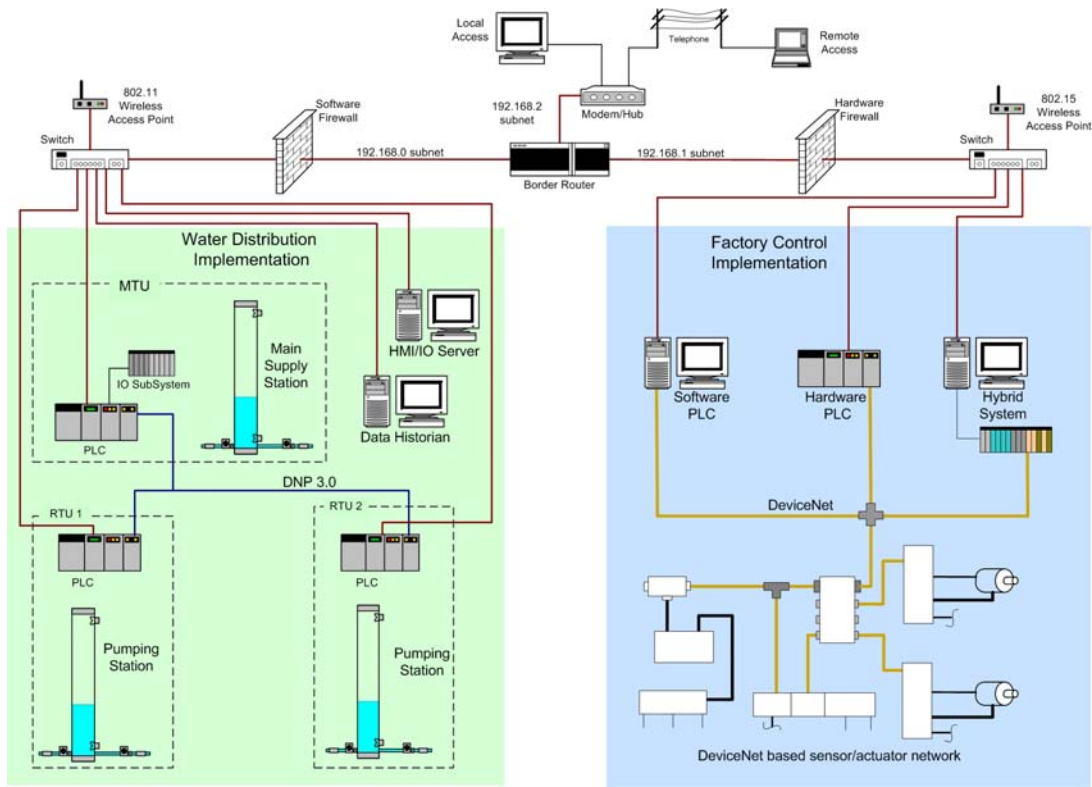 Local
Access
Telephone
Remote
Access
802.11
Wireless
Access Point
Software
Firewall
192.168.2
subnet
Modem/Hub
Hardware
Firewall
802.15
Wireless
Access Point
Switch
192.168.0 subnet
192.168.1 subnet
Switch
Border Router
Water Distribution
Implementation
MTU
Main
Supply
Station
IO SubSystem
PLC
HMI/IO Server
Data Historian
DNP 3.0
RTU 1
PLC
Pumping
Station
RTU 2
PLC
Pumping
Station
Factory Control
Implementation
Software
PLC
Hardware
PLC
Hybrid
System
DeviceNet
DeviceNet based sensor/actuator network